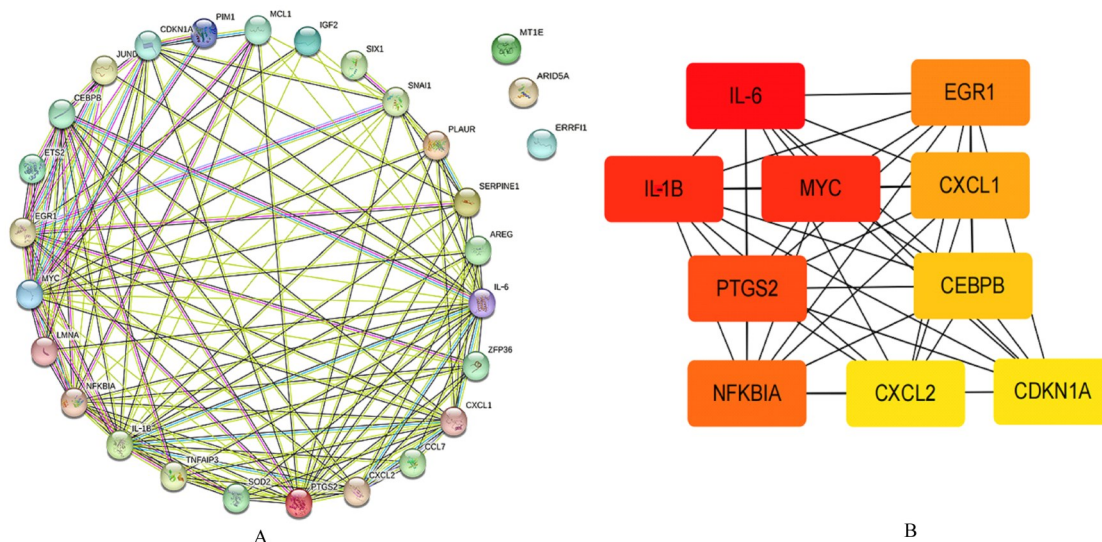 PIM1
MCL1
CDKN1A
IGF2
JUND
SIX1
CEBPB
SNAI1
ETS2
PLAUR
EGR1
SERPINE1
MYC
AREG
LMNA
IL-6
NFKBIA
ZFP36
IL-1B
CXCL1
TNFAIP3
CCL7
SOD2
PTGS2
CXCL2
MT1E
ARID5A
ERRFI1
A
IL-6
EGR1
IL-1B
MYC
CXCL1
PTGS2
CEBPB
NFKBIA
CXCL2
CDKN1A
B